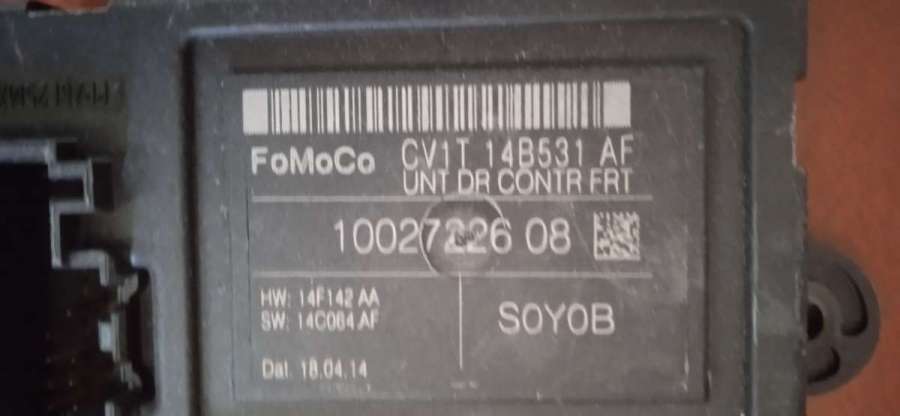 FoMoCo CV1T 14B531 AF
UNT DR CONTR FRT
10027226 08
HW: 14F142 AA
SW: 14C064 AF
S0Y0B
Dat. 18.04.14